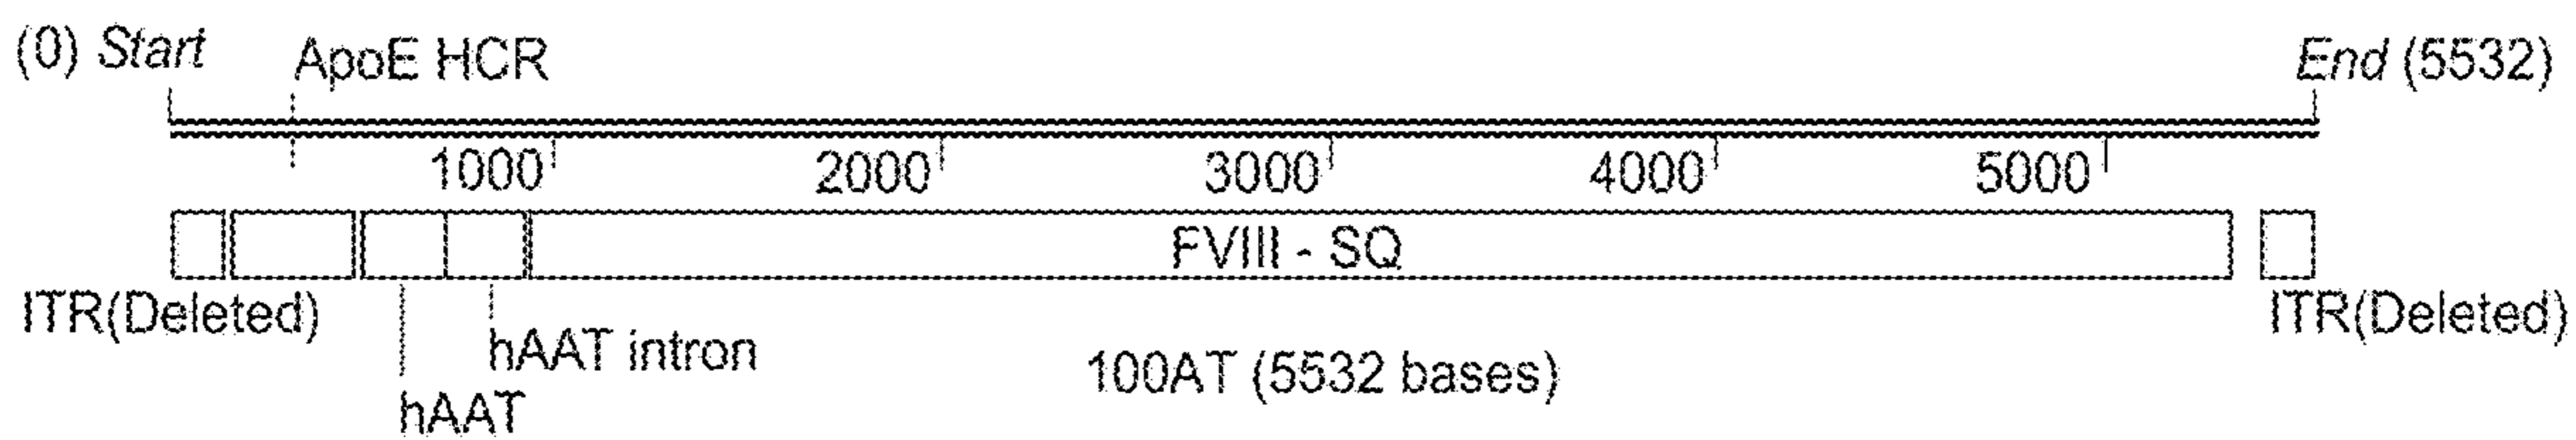 (0) Start ApoE HCR End (5532)
1000 2000 3000 4000 5000
FVIII - SQ
ITR(Deleted) ITR(Deleted)
hAAT intron
100AT (5532 bases)
hAAT